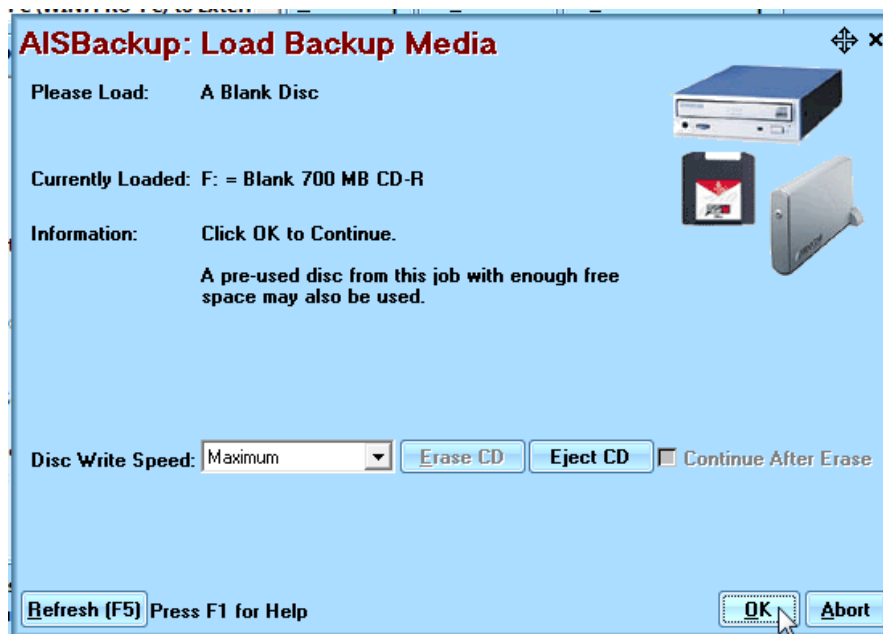 AISBackup: Load Backup Media
Please Load: A Blank Disc
Currently Loaded: F: = Blank 700 MB CD-R
Information: Click OK to Continue.
A pre-used disc from this job with enough free
space may also be used.
Disc Write Speed: Maximum Erase CD Eject CD Continue After Erase
Refresh (F5) Press F1 for Help OK Abort